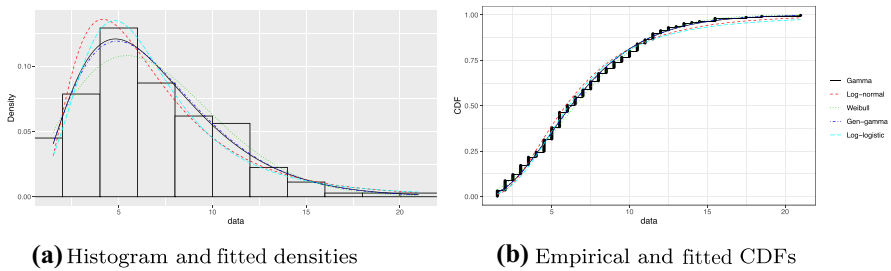 Density
0.10
0.05
0.00
5
10
15
20
data
CDF
1.00
0.75
0.50
0.25
0.00
5
10
15
20
data
Gamma
Log-normal
Weibull
Gen-gamma
Log-logistic
(a) Histogram and fitted densities
(b) Empirical and fitted CDFs